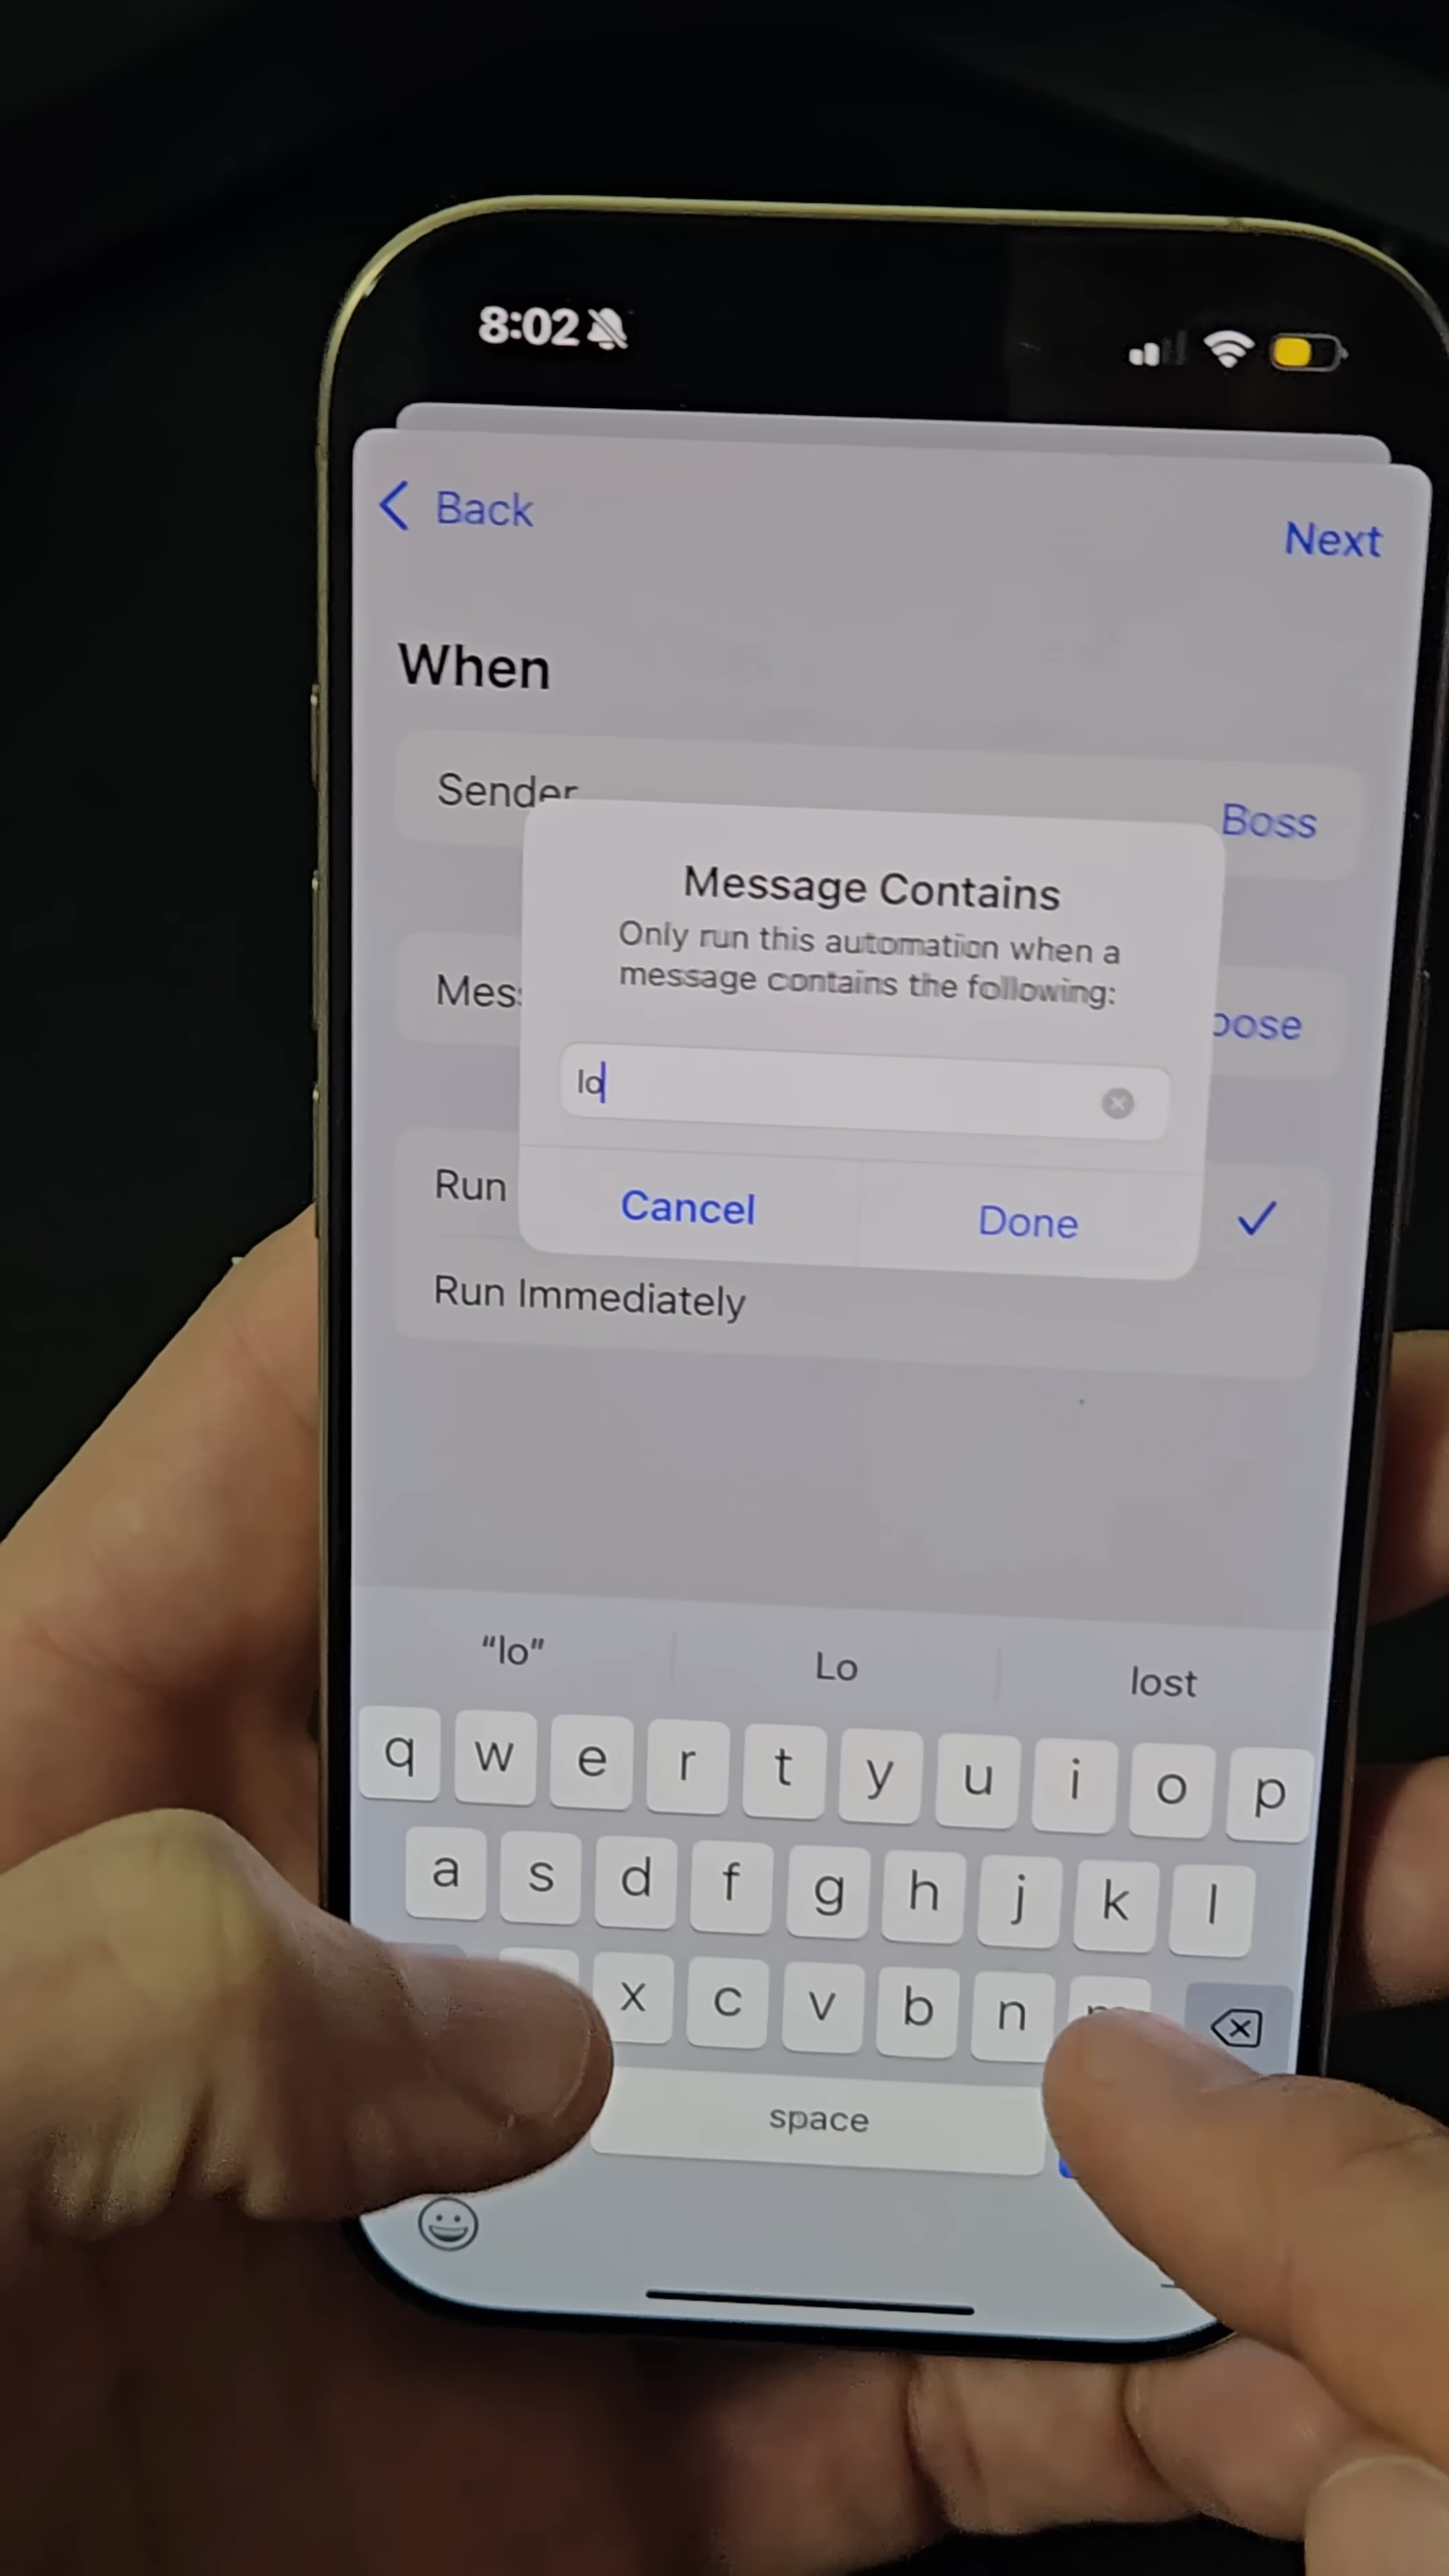 8:02
Back
Next
When
Sender
Boss
Message Contains
Only run this automation when a
message contains the following:
Mes
oose
lo
Run
Cancel
Done
Run Immediately
"lo"
Lo
lost
q w e r t y u i o p
a s d f g h j k l
x c v b n m
space